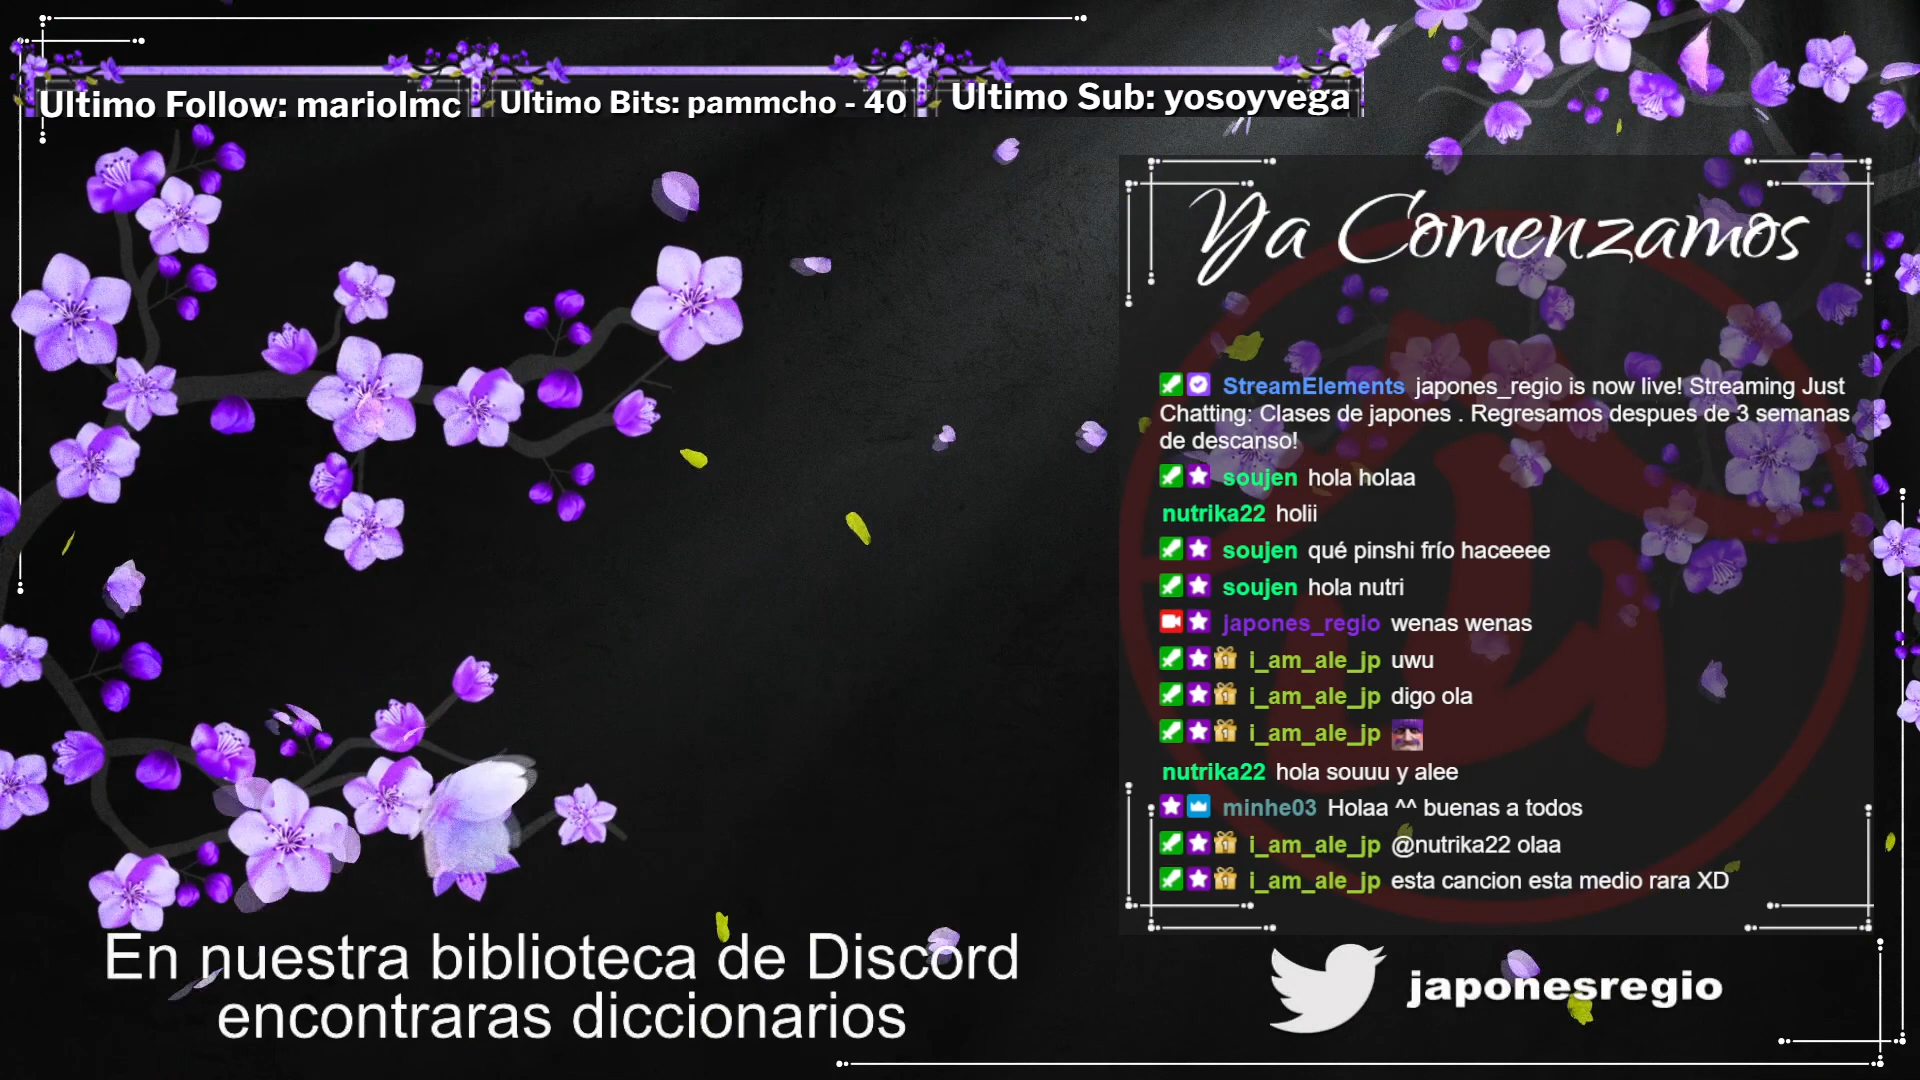 Ultimo Follow: mariolmc
Ultimo Bits: pammcho - 40
Ultimo Sub: yosoyvega
Ya Comenzamos
StreamElements japones_regio is now live! Streaming Just
Chatting: Clases de japones . Regresamos despues de 3 semanas
de descanso!
soujen hola holaa
nutrika22 holii
soujen qué pinshi frío haceeee
soujen hola nutri
japones_regio wenas wenas
i_am_ale_jp uwu
i_am_ale_jp digo ola
i_am_ale_jp
nutrika22 hola souuu y alee
minhe03 Holaa ^^ buenas a todos
i_am_ale_jp @nutrika22 olaa
i_am_ale_jp esta cancion esta medio rara XD
En nuestra biblioteca de Discord
encontraras diccionarios
japonesregio